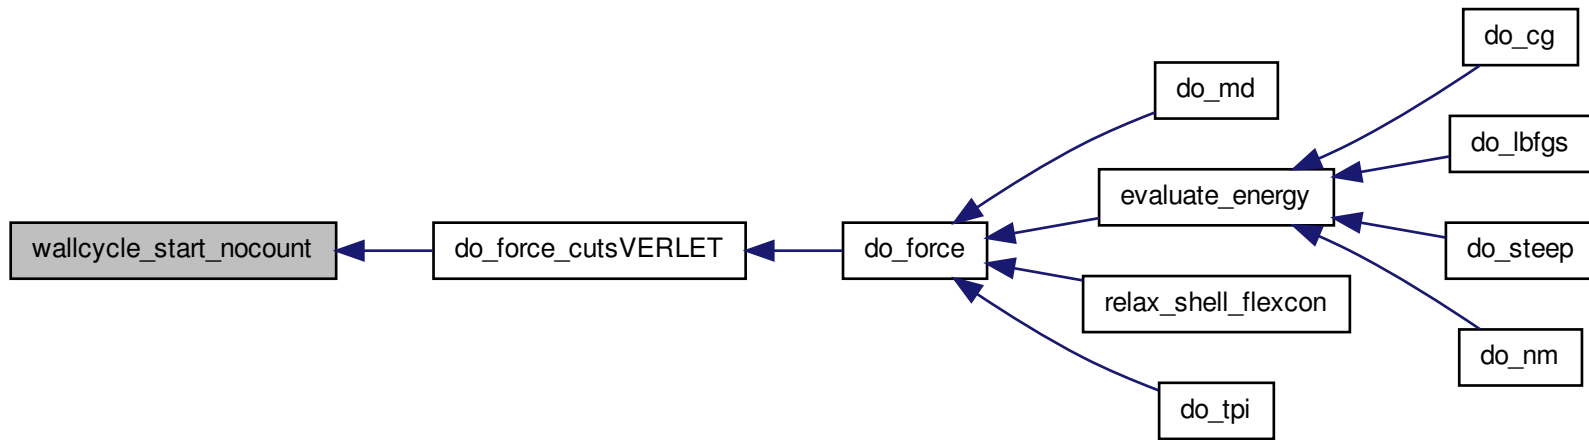 wallcycle_start_nocount
do_force_cutsVERLET
do_force
do_md
evaluate_energy
relax_shell_flexcon
do_tpi
do_cg
do_lbfgs
do_steep
do_nm